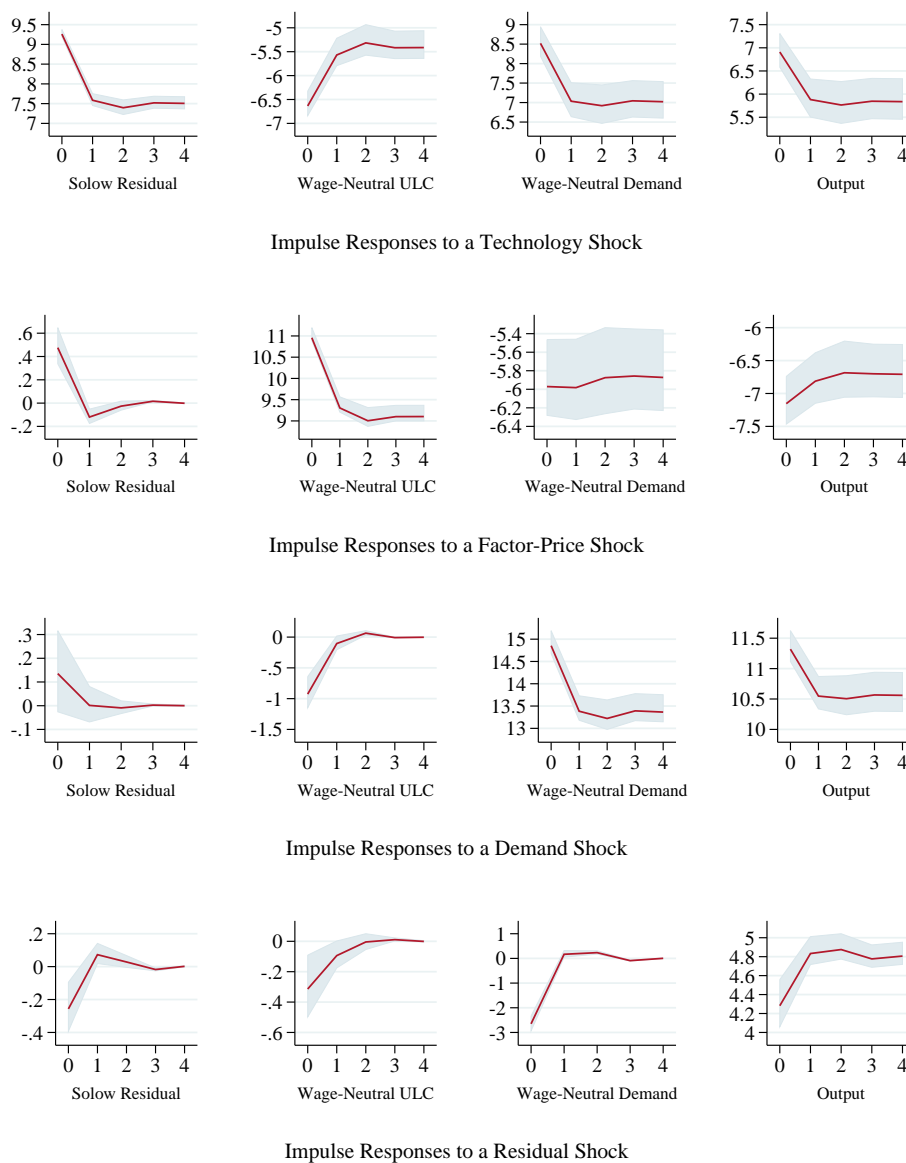 9.5
9
8.5
8
7.5
7
0 1 2 3 4
Solow Residual
-5
-5.5
-6
-6.5
-7
0 1 2 3 4
Wage-Neutral ULC
9
8.5
8
7.5
7
6.5
0 1 2 3 4
Wage-Neutral Demand
7.5
7
6.5
6
5.5
0 1 2 3 4
Output
Impulse Responses to a Technology Shock
.6
.4
.2
0
-.2
0 1 2 3 4
Solow Residual
11
10.5
10
9.5
9
0 1 2 3 4
Wage-Neutral ULC
-5.4
-5.6
-5.8
-6
-6.2
-6.4
0 1 2 3 4
Wage-Neutral Demand
-6
-6.5
-7
-7.5
0 1 2 3 4
Output
Impulse Responses to a Factor-Price Shock
.3
.2
.1
0
-.1
0 1 2 3 4
Solow Residual
0
-.5
-1
-1.5
0 1 2 3 4
Wage-Neutral ULC
15
14.5
14
13.5
13
0 1 2 3 4
Wage-Neutral Demand
11.5
11
10.5
10
0 1 2 3 4
Output
Impulse Responses to a Demand Shock
.2
0
-.2
-.4
0 1 2 3 4
Solow Residual
0
-.2
-.4
-.6
0 1 2 3 4
Wage-Neutral ULC
1
0
-1
-2
-3
0 1 2 3 4
Wage-Neutral Demand
5
4.8
4.6
4.4
4.2
4
0 1 2 3 4
Output
Impulse Responses to a Residual Shock